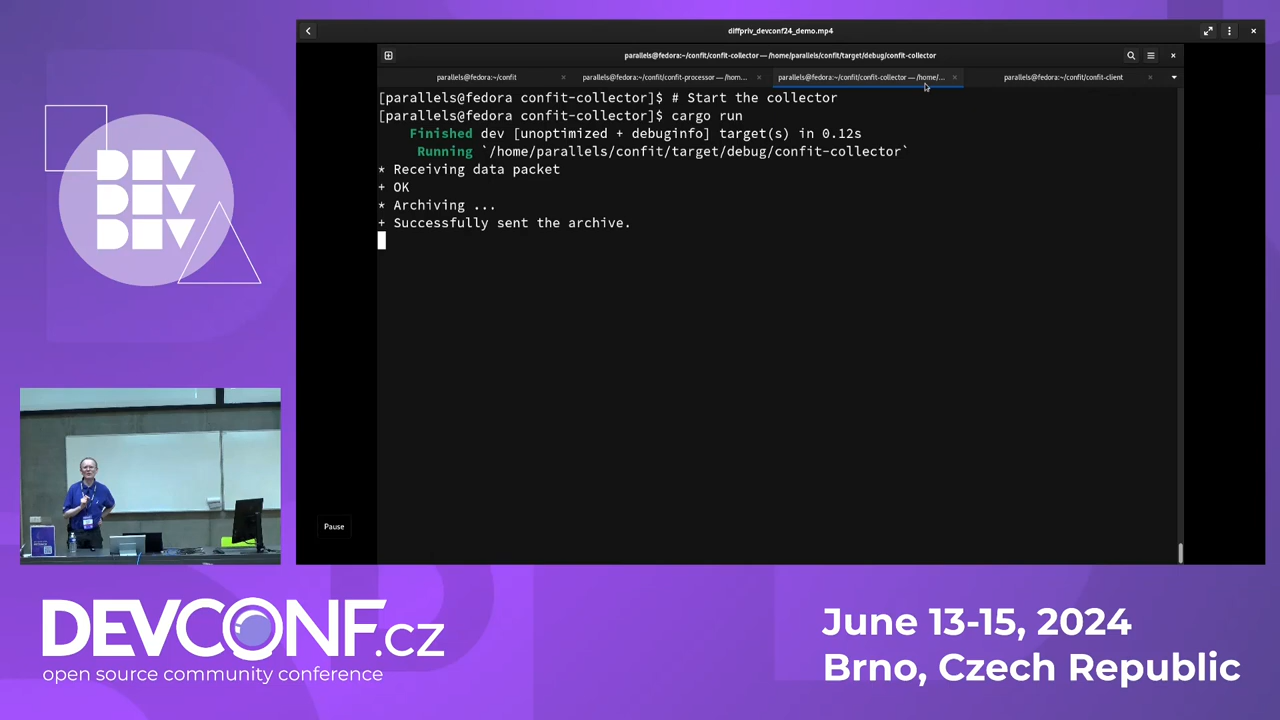 diffpriv_devconf24_demo.mp4
parallels@fedora:~/confit/confit-collector — /home/parallels/confit/target/debug/confit-collector
parallels@fedora:~/confit
parallels@fedora:~/confit/confit-processor — /hom...
parallels@fedora:~/confit/confit-collector — /home/...
parallels@fedora:~/confit/confit-client
[parallels@fedora confit-collector]$ # Start the collector
[parallels@fedora confit-collector]$ cargo run
Finished dev [unoptimized + debuginfo] target(s) in 0.12s
Running `/home/parallels/confit/target/debug/confit-collector`
* Receiving data packet
+ OK
* Archiving ...
+ Successfully sent the archive.
Pause
DEV
DEV
DEV
DEVCONF.cz
open source community conference
June 13-15, 2024
Brno, Czech Republic